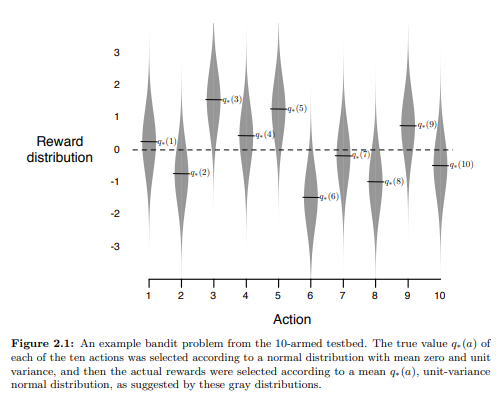 3
2
1
0
-1
-2
-3
Reward
distribution
q*(1)
q*(2)
q*(3)
q*(4)
q*(5)
q*(6)
q*(7)
q*(8)
q*(9)
q*(10)
1 2 3 4 5 6 7 8 9 10
Action
Figure 2.1: An example bandit problem from the 10-armed testbed. The true value q*(a) of
each of the ten actions was selected according to a normal distribution with mean zero and unit
variance, and then the actual rewards were selected according to a mean q*(a), unit-variance
normal distribution, as suggested by these gray distributions.